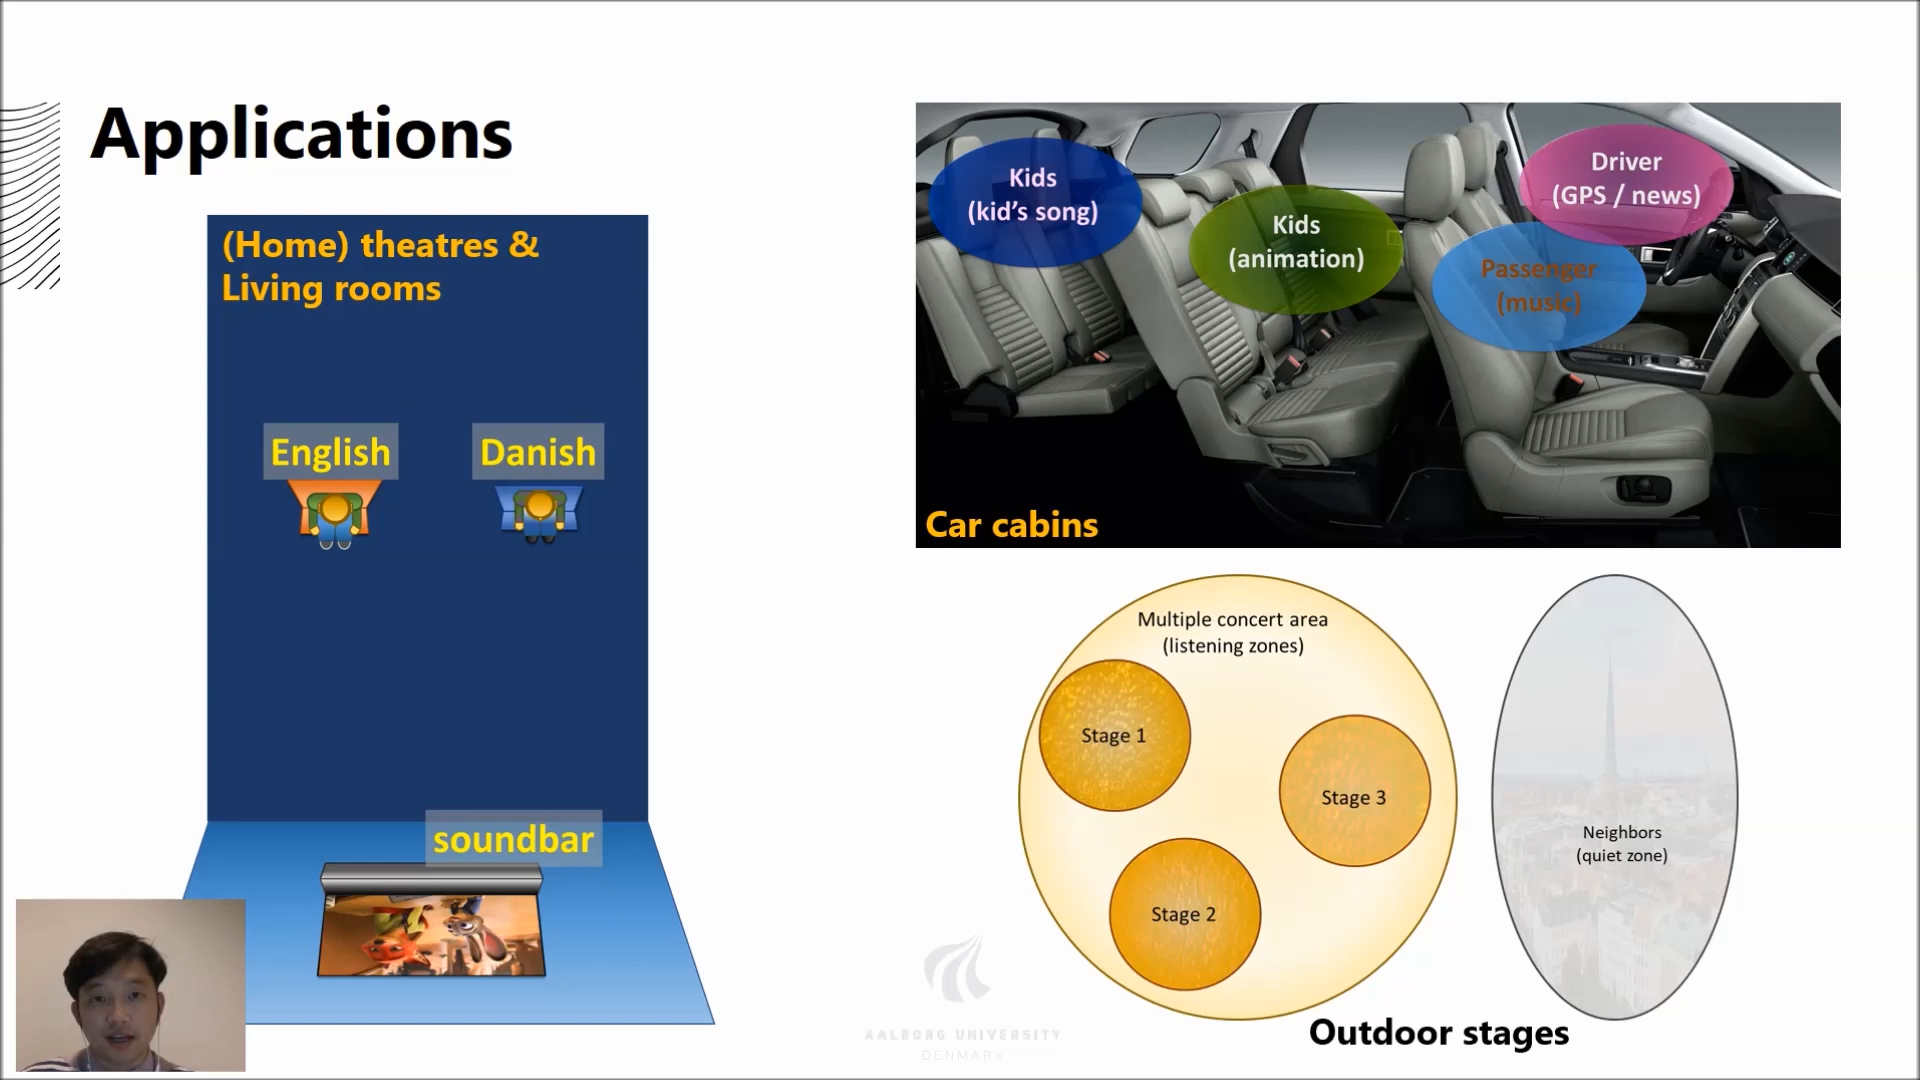 Applications
(Home) theatres &
Living rooms
English
Danish
soundbar
Kids
(kid's song)
Kids
(animation)
Driver
(GPS / news)
Passenger
(music)
Car cabins
Multiple concert area
(listening zones)
Stage 1
Stage 3
Stage 2
Neighbors
(quiet zone)
Outdoor stages
AALBORG UNIVERSITY
DENMARK